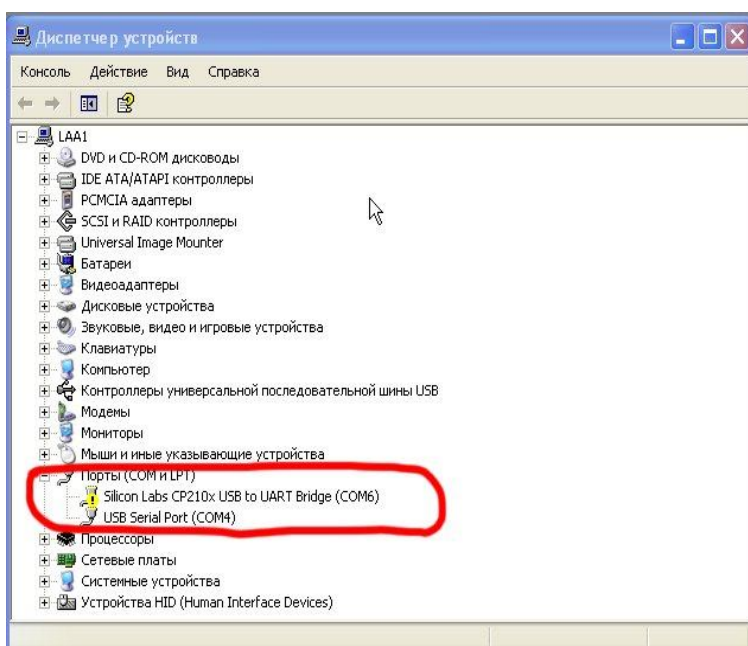 Диспетчер устройств
Консоль Действие Вид Справка
LAA1
DVD и CD-ROM дисководы
IDE ATA/ATAPI контроллеры
PCMCIA адаптеры
SCSI и RAID контроллеры
Universal Image Mounter
Батареи
Видеоадаптеры
Дисковые устройства
Звуковые, видео и игровые устройства
Клавиатуры
Компьютер
Контроллеры универсальной последовательной шины USB
Модемы
Мониторы
Мыши и иные указывающие устройства
Порты (COM и LPT)
Silicon Labs CP210x USB to UART Bridge (COM6)
USB Serial Port (COM4)
Процессоры
Сетевые платы
Системные устройства
Устройства HID (Human Interface Devices)